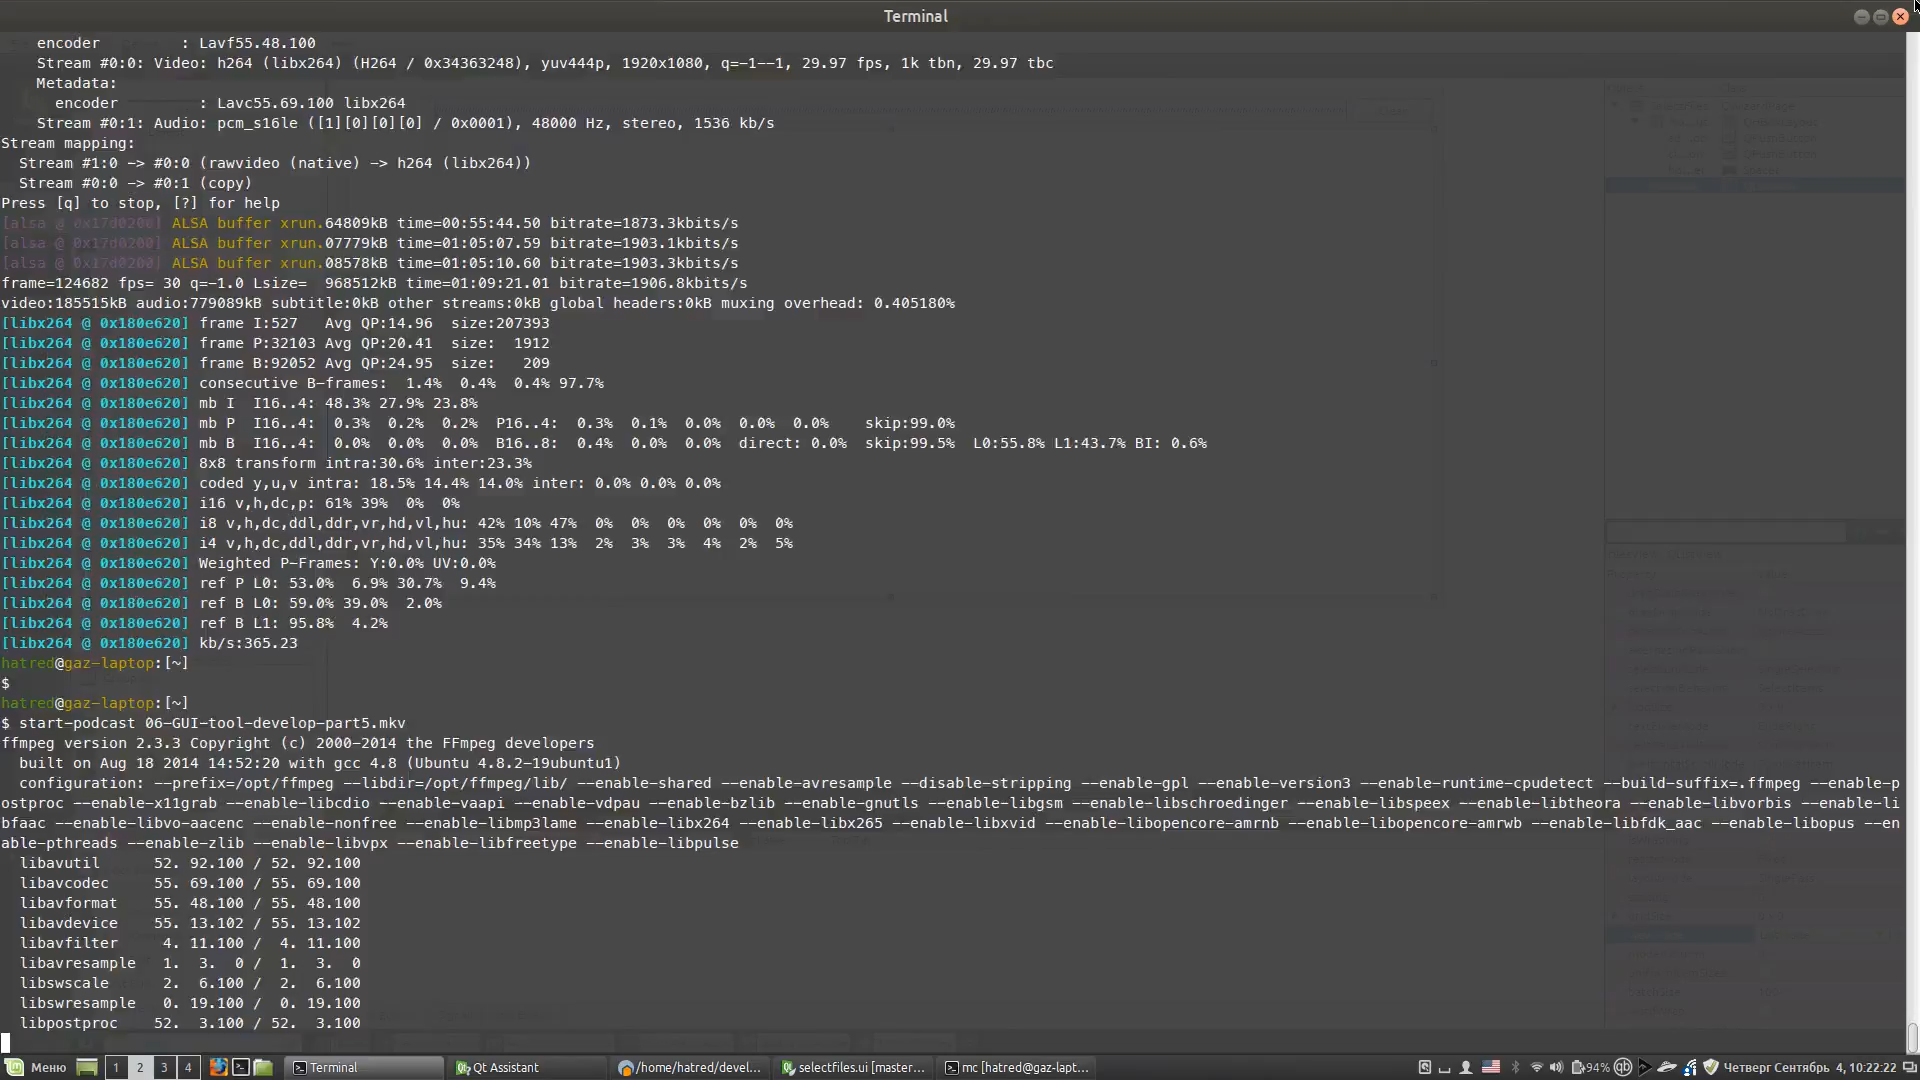 Terminal
encoder : Lavf55.48.100
Stream #0:0: Video: h264 (libx264) (H264 / 0x34363248), yuv444p, 1920x1080, q=-1--1, 29.97 fps, 1k tbn, 29.97 tbc
Metadata:
encoder : Lavc55.69.100 libx264
Stream #0:1: Audio: pcm_s16le ([1][0][0][0] / 0x0001), 48000 Hz, stereo, 1536 kb/s
Stream mapping:
Stream #1:0 -> #0:0 (rawvideo (native) -> h264 (libx264))
Stream #0:0 -> #0:1 (copy)
Press [q] to stop, [?] for help
[alsa @ 0x17d0200] ALSA buffer xrun.64809kB time=00:55:44.50 bitrate=1873.3kbits/s
[alsa @ 0x17d0200] ALSA buffer xrun.07779kB time=01:05:07.59 bitrate=1903.1kbits/s
[alsa @ 0x17d0200] ALSA buffer xrun.08578kB time=01:05:10.60 bitrate=1903.3kbits/s
frame=124682 fps= 30 q=-1.0 Lsize=  968512kB time=01:09:21.01 bitrate=1906.8kbits/s
video:185515kB audio:779089kB subtitle:0kB other streams:0kB global headers:0kB muxing overhead: 0.405180%
[libx264 @ 0x180e620] frame I:527   Avg QP:14.96  size:207393
[libx264 @ 0x180e620] frame P:32103 Avg QP:20.41  size:  1912
[libx264 @ 0x180e620] frame B:92052 Avg QP:24.95  size:   209
[libx264 @ 0x180e620] consecutive B-frames:  1.4%  0.4%  0.4% 97.7%
[libx264 @ 0x180e620] mb I  I16..4: 48.3% 27.9% 23.8%
[libx264 @ 0x180e620] mb P  I16..4:  0.3%  0.2%  0.2%  P16..4:  0.3%  0.1%  0.0%  0.0%  0.0%    skip:99.0%
[libx264 @ 0x180e620] mb B  I16..4:  0.0%  0.0%  0.0%  B16..8:  0.4%  0.0%  0.0%  direct: 0.0%  skip:99.5%  L0:55.8% L1:43.7% BI: 0.6%
[libx264 @ 0x180e620] 8x8 transform intra:30.6% inter:23.3%
[libx264 @ 0x180e620] coded y,u,v intra: 18.5% 14.4% 14.0% inter: 0.0% 0.0% 0.0%
[libx264 @ 0x180e620] i16 v,h,dc,p: 61% 39%  0%  0%
[libx264 @ 0x180e620] i8 v,h,dc,ddl,ddr,vr,hd,vl,hu: 42% 10% 47%  0%  0%  0%  0%  0%  0%
[libx264 @ 0x180e620] i4 v,h,dc,ddl,ddr,vr,hd,vl,hu: 35% 34% 13%  2%  3%  3%  4%  2%  5%
[libx264 @ 0x180e620] Weighted P-Frames: Y:0.0% UV:0.0%
[libx264 @ 0x180e620] ref P L0: 53.0%  6.9% 30.7%  9.4%
[libx264 @ 0x180e620] ref B L0: 59.0% 39.0%  2.0%
[libx264 @ 0x180e620] ref B L1: 95.8%  4.2%
[libx264 @ 0x180e620] kb/s:365.23
hatred@gaz-laptop:[~]
$
hatred@gaz-laptop:[~]
$ start-podcast 06-GUI-tool-develop-part5.mkv
ffmpeg version 2.3.3 Copyright (c) 2000-2014 the FFmpeg developers
built on Aug 18 2014 14:52:20 with gcc 4.8 (Ubuntu 4.8.2-19ubuntu1)
configuration: --prefix=/opt/ffmpeg --libdir=/opt/ffmpeg/lib/ --enable-shared --enable-avresample --disable-stripping --enable-gpl --enable-version3 --enable-runtime-cpudetect --build-suffix=.ffmpeg --enable-p
ostproc --enable-x11grab --enable-libcdio --enable-vaapi --enable-vdpau --enable-bzlib --enable-gnutls --enable-libgsm --enable-libschroedinger --enable-libspeex --enable-libtheora --enable-libvorbis --enable-li
bfaac --enable-libvo-aacenc --enable-nonfree --enable-libmp3lame --enable-libx264 --enable-libx265 --enable-libxvid --enable-libopencore-amrnb --enable-libopencore-amrwb --enable-libfdk_aac --enable-libopus --en
able-pthreads --enable-zlib --enable-libvpx --enable-libfreetype --enable-libpulse
libavutil      52. 92.100 / 52. 92.100
libavcodec     55. 69.100 / 55. 69.100
libavformat    55. 48.100 / 55. 48.100
libavdevice    55. 13.102 / 55. 13.102
libavfilter     4. 11.100 /  4. 11.100
libavresample   1.  3.  0 /  1.  3.  0
libswscale      2.  6.100 /  2.  6.100
libswresample   0. 19.100 /  0. 19.100
libpostproc    52.  3.100 / 52.  3.100
Меню 1 2 3 4 Terminal Qt Assistant /home/hatred/devel... selectfiles.ui [master... mc [hatred@gaz-lapt... 94% Четверг Сентябрь 4, 10:22:22